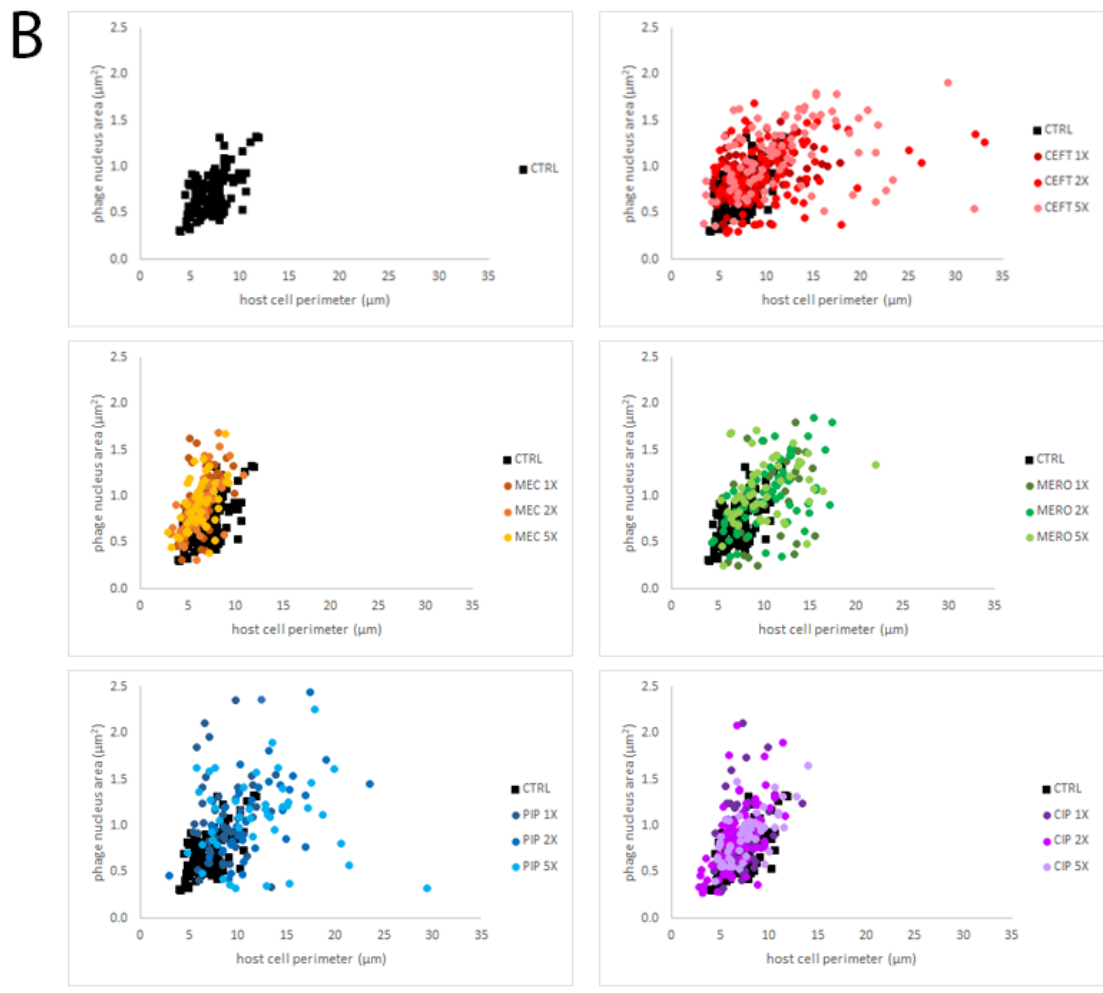 B
2.5
2.0
1.5
1.0
0.5
0.0
phage nucleus area (µm²)
0 5 10 15 20 25 30 35
host cell perimeter (µm)
CTRL
2.5
2.0
1.5
1.0
0.5
0.0
phage nucleus area (µm²)
0 5 10 15 20 25 30 35
host cell perimeter (µm)
CTRL
CEFT 1X
CEFT 2X
CEFT 5X
2.5
2.0
1.5
1.0
0.5
0.0
phage nucleus area (µm²)
0 5 10 15 20 25 30 35
host cell perimeter (µm)
CTRL
MEC 1X
MEC 2X
MEC 5X
2.5
2.0
1.5
1.0
0.5
0.0
phage nucleus area (µm²)
0 5 10 15 20 25 30 35
host cell perimeter (µm)
CTRL
MERO 1X
MERO 2X
MERO 5X
2.5
2.0
1.5
1.0
0.5
0.0
phage nucleus area (µm²)
0 5 10 15 20 25 30 35
host cell perimeter (µm)
CTRL
PIP 1X
PIP 2X
PIP 5X
2.5
2.0
1.5
1.0
0.5
0.0
phage nucleus area (µm²)
0 5 10 15 20 25 30 35
host cell perimeter (µm)
CTRL
CIP 1X
CIP 2X
CIP 5X